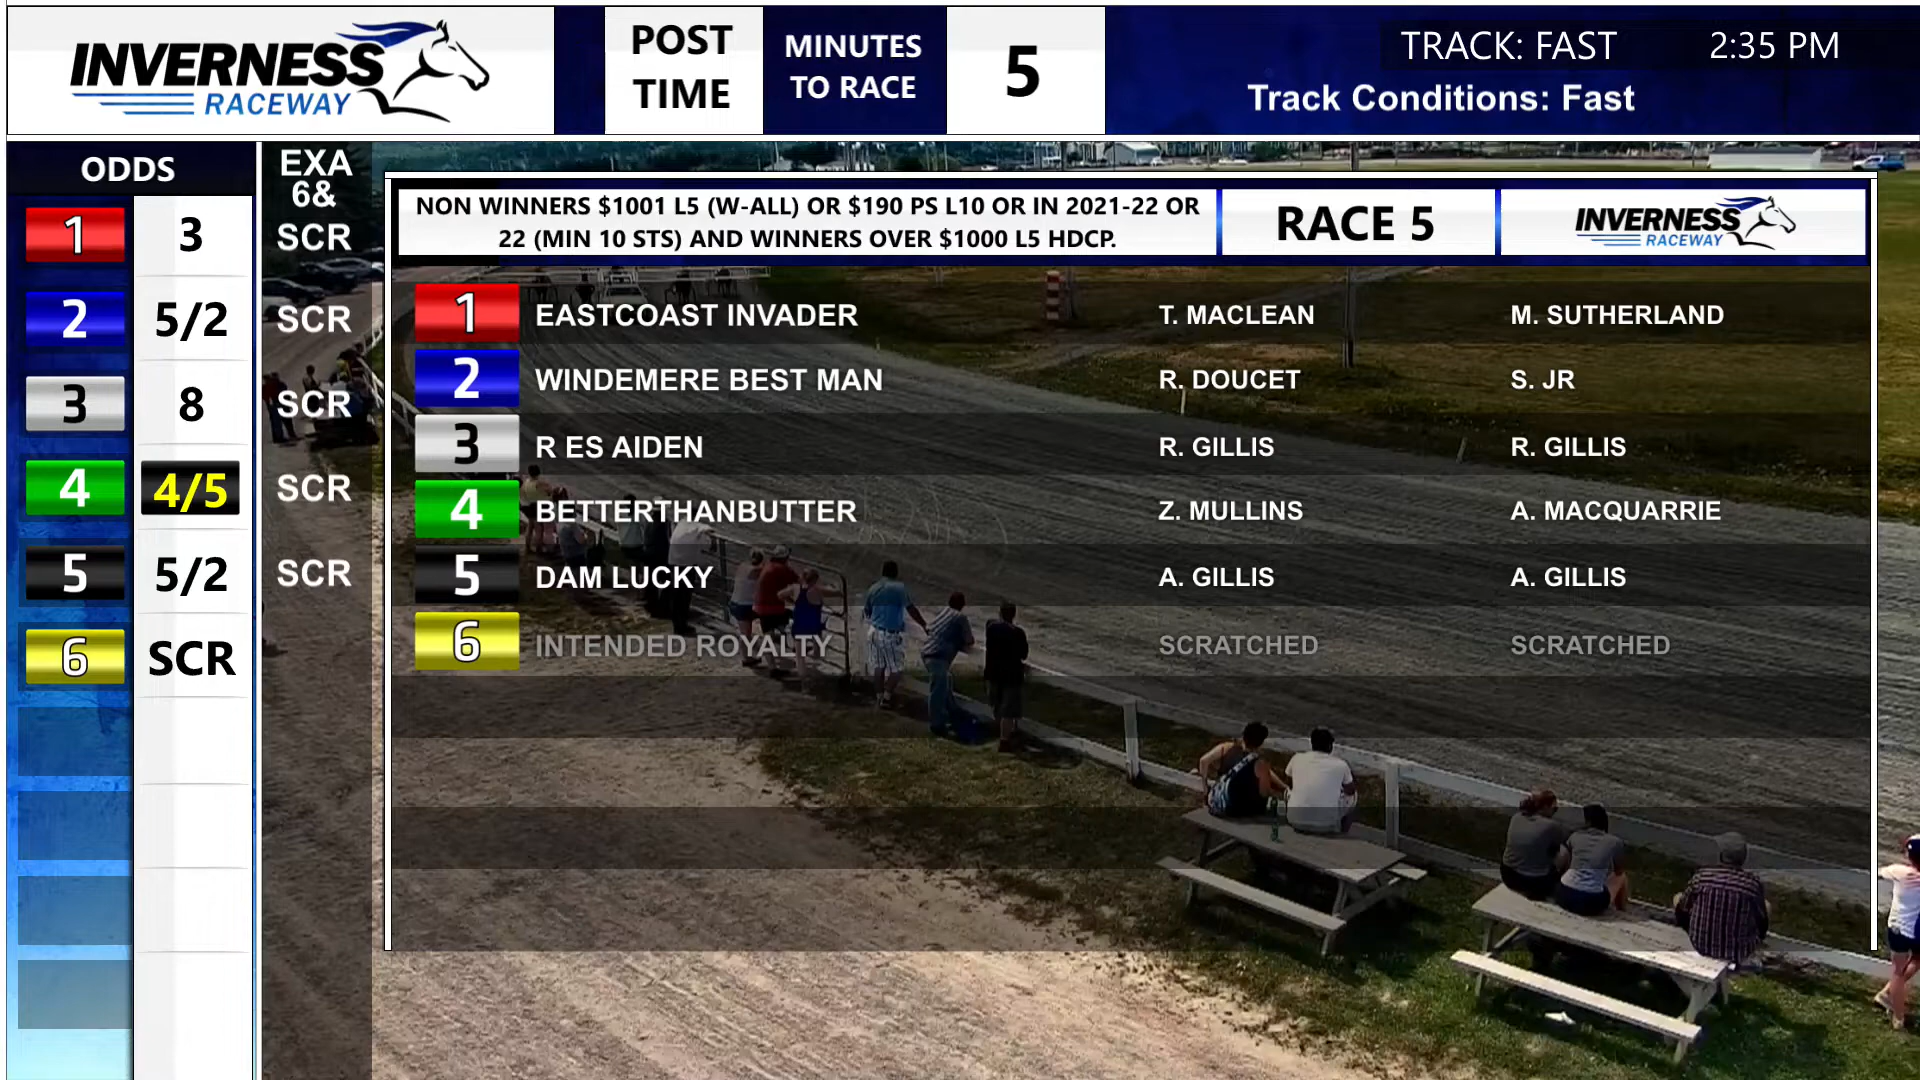 INVERNESS
RACEWAY
POST
TIME
MINUTES
TO RACE
5
TRACK: FAST
2:35 PM
Track Conditions: Fast
ODDS
EXA
6&
1 3 SCR
2 5/2 SCR
3 8 SCR
4 4/5 SCR
5 5/2 SCR
6 SCR
NON WINNERS $1001 L5 (W-ALL) OR $190 PS L10 OR IN 2021-22 OR
22 (MIN 10 STS) AND WINNERS OVER $1000 L5 HDCP.
RACE 5
INVERNESS
RACEWAY
1 EASTCOAST INVADER T. MACLEAN M. SUTHERLAND
2 WINDEMERE BEST MAN R. DOUCET S. JR
3 R ES AIDEN R. GILLIS R. GILLIS
4 BETTERTHANBUTTER Z. MULLINS A. MACQUARRIE
5 DAM LUCKY A. GILLIS A. GILLIS
6 INTENDED ROYALTY SCRATCHED SCRATCHED